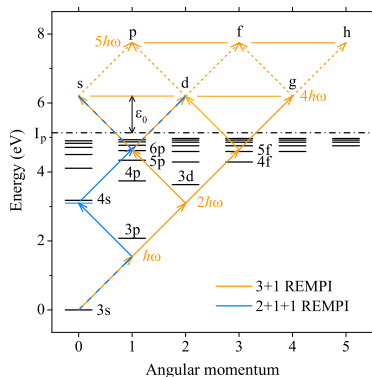 8
p
f
h
5ħω
s
d
g
6
4ħω
ε₀
Iₚ
6p
5p
5f
4f
4
4p
3d
4s
2ħω
2
3p
ħω
3+1 REMPI
2+1+1 REMPI
0
3s
Energy (eV)
0 1 2 3 4 5
Angular momentum